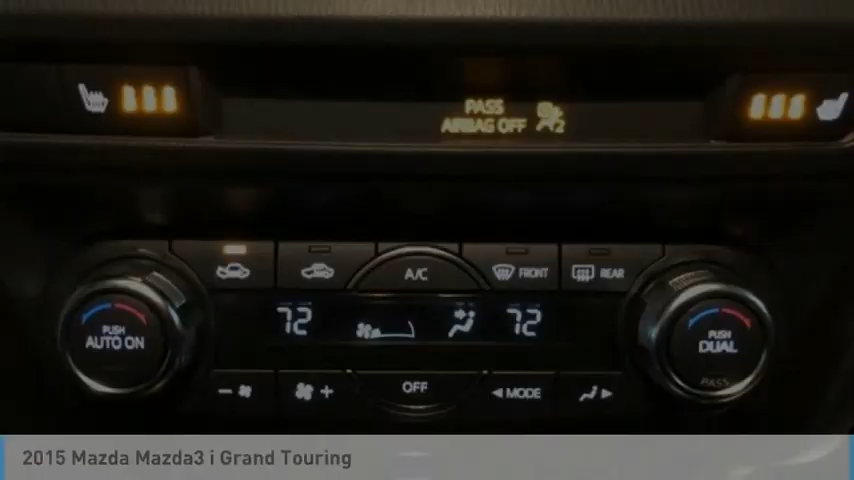 PASS
AIRBAG OFF 2
A/C
FRONT
REAR
72
72
PUSH
AUTO ON
PUSH
DUAL
PASS
OFF
MODE
2015 Mazda Mazda3 i Grand Touring